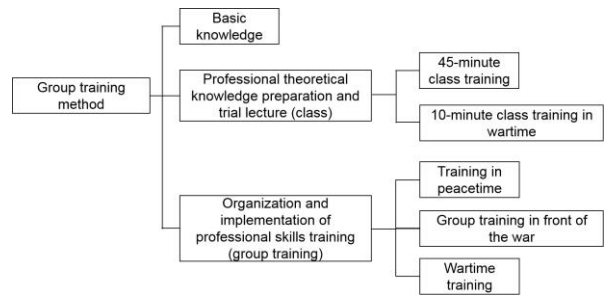 Basic
knowledge
Group training
method
Professional theoretical
knowledge preparation and
trial lecture (class)
45-minute
class training
10-minute class training in
wartime
Organization and
implementation of
professional skills training
(group training)
Training in
peacetime
Group training in front of
the war
Wartime
training